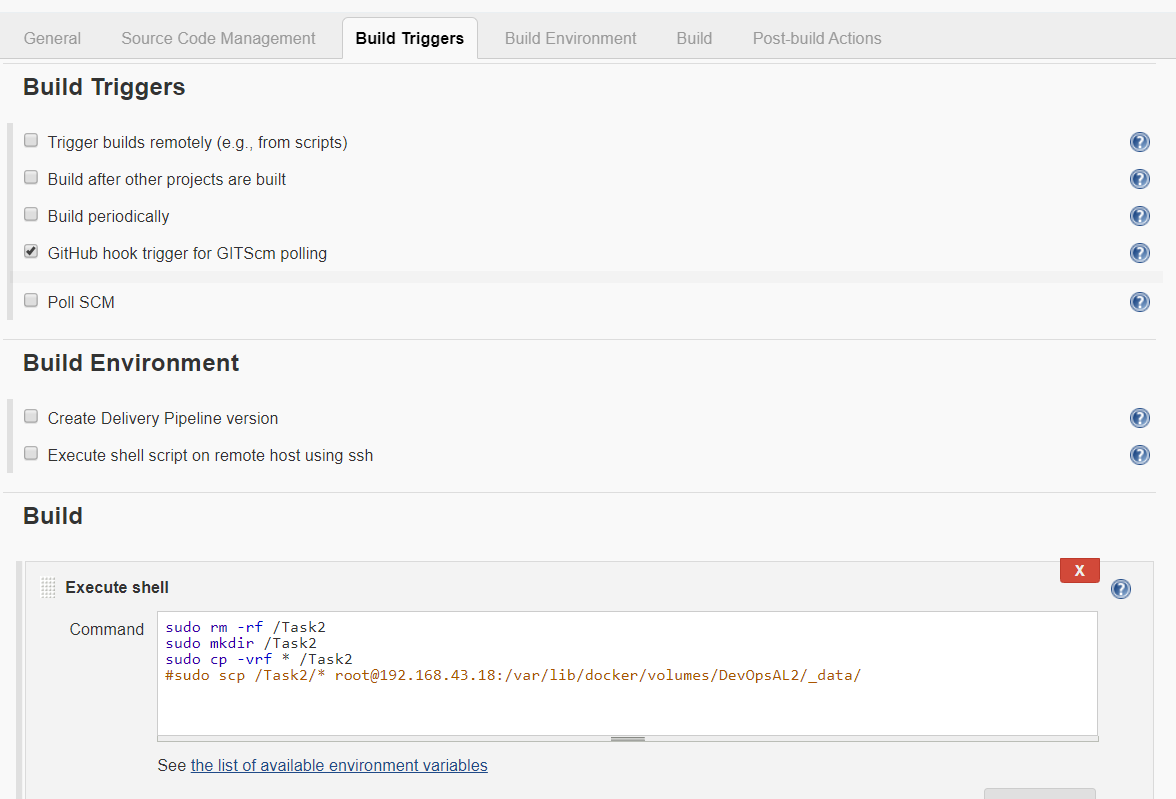 General Source Code Management Build Triggers Build Environment Build Post-build Actions
Build Triggers
Trigger builds remotely (e.g., from scripts)
Build after other projects are built
Build periodically
GitHub hook trigger for GITScm polling
Poll SCM
Build Environment
Create Delivery Pipeline version
Execute shell script on remote host using ssh
Build
X
Execute shell
Command
sudo rm -rf /Task2
sudo mkdir /Task2
sudo cp -vrf * /Task2
#sudo scp /Task2/* root@192.168.43.18:/var/lib/docker/volumes/DevOpsAL2/_data/
See the list of available environment variables